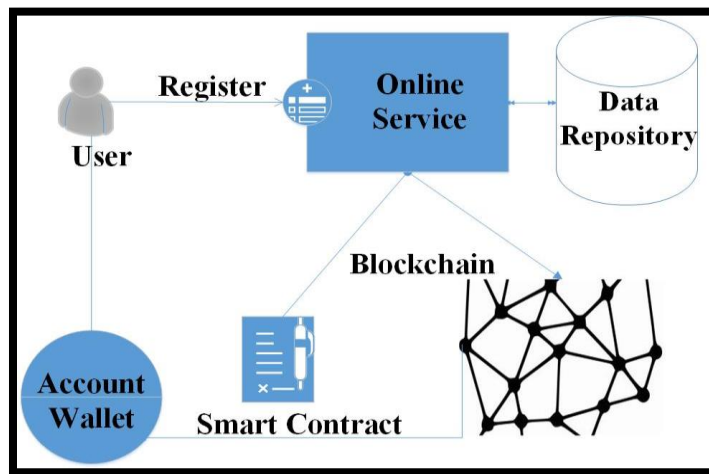 Register
Online
Service
Data
Repository
User
Blockchain
Account
Wallet
Smart Contract